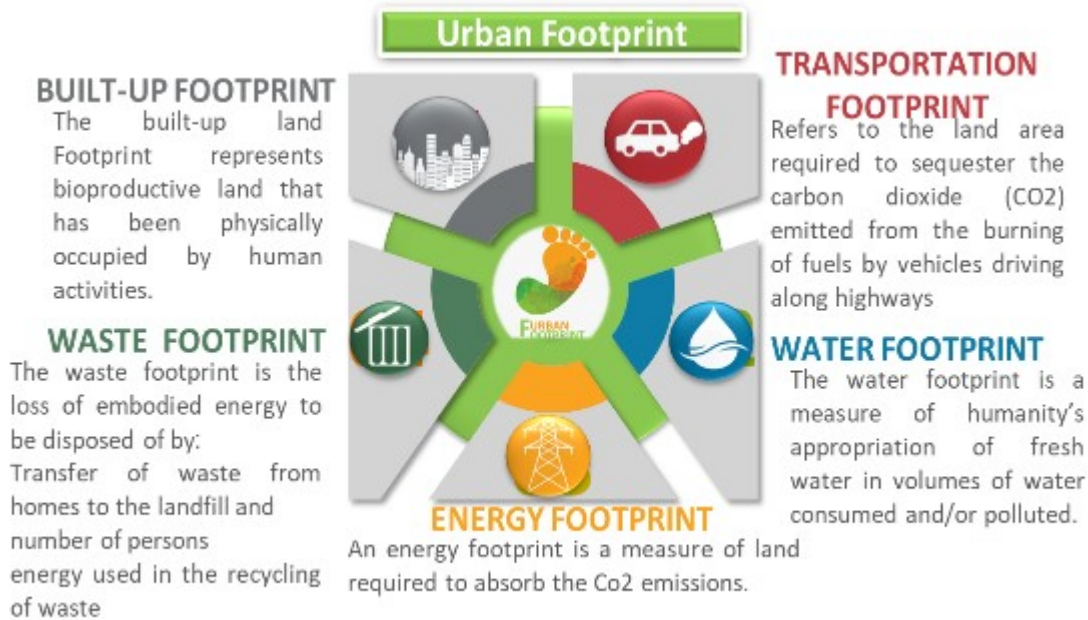 Urban Footprint
BUILT-UP FOOTPRINT
The built-up land
Footprint represents
bioproductive land that
has been physically
occupied by human
activities.
TRANSPORTATION
FOOTPRINT
Refers to the land area
required to sequester the
carbon dioxide (CO2)
emitted from the burning
of fuels by vehicles driving
along highways
WASTE FOOTPRINT
The waste footprint is the
loss of embodied energy to
be disposed of by:
Transfer of waste from
homes to the landfill and
number of persons
energy used in the recycling
of waste
URBAN
FOOTPRINT
WATER FOOTPRINT
The water footprint is a
measure of humanity's
appropriation of fresh
water in volumes of water
consumed and/or polluted.
ENERGY FOOTPRINT
An energy footprint is a measure of land
required to absorb the Co2 emissions.